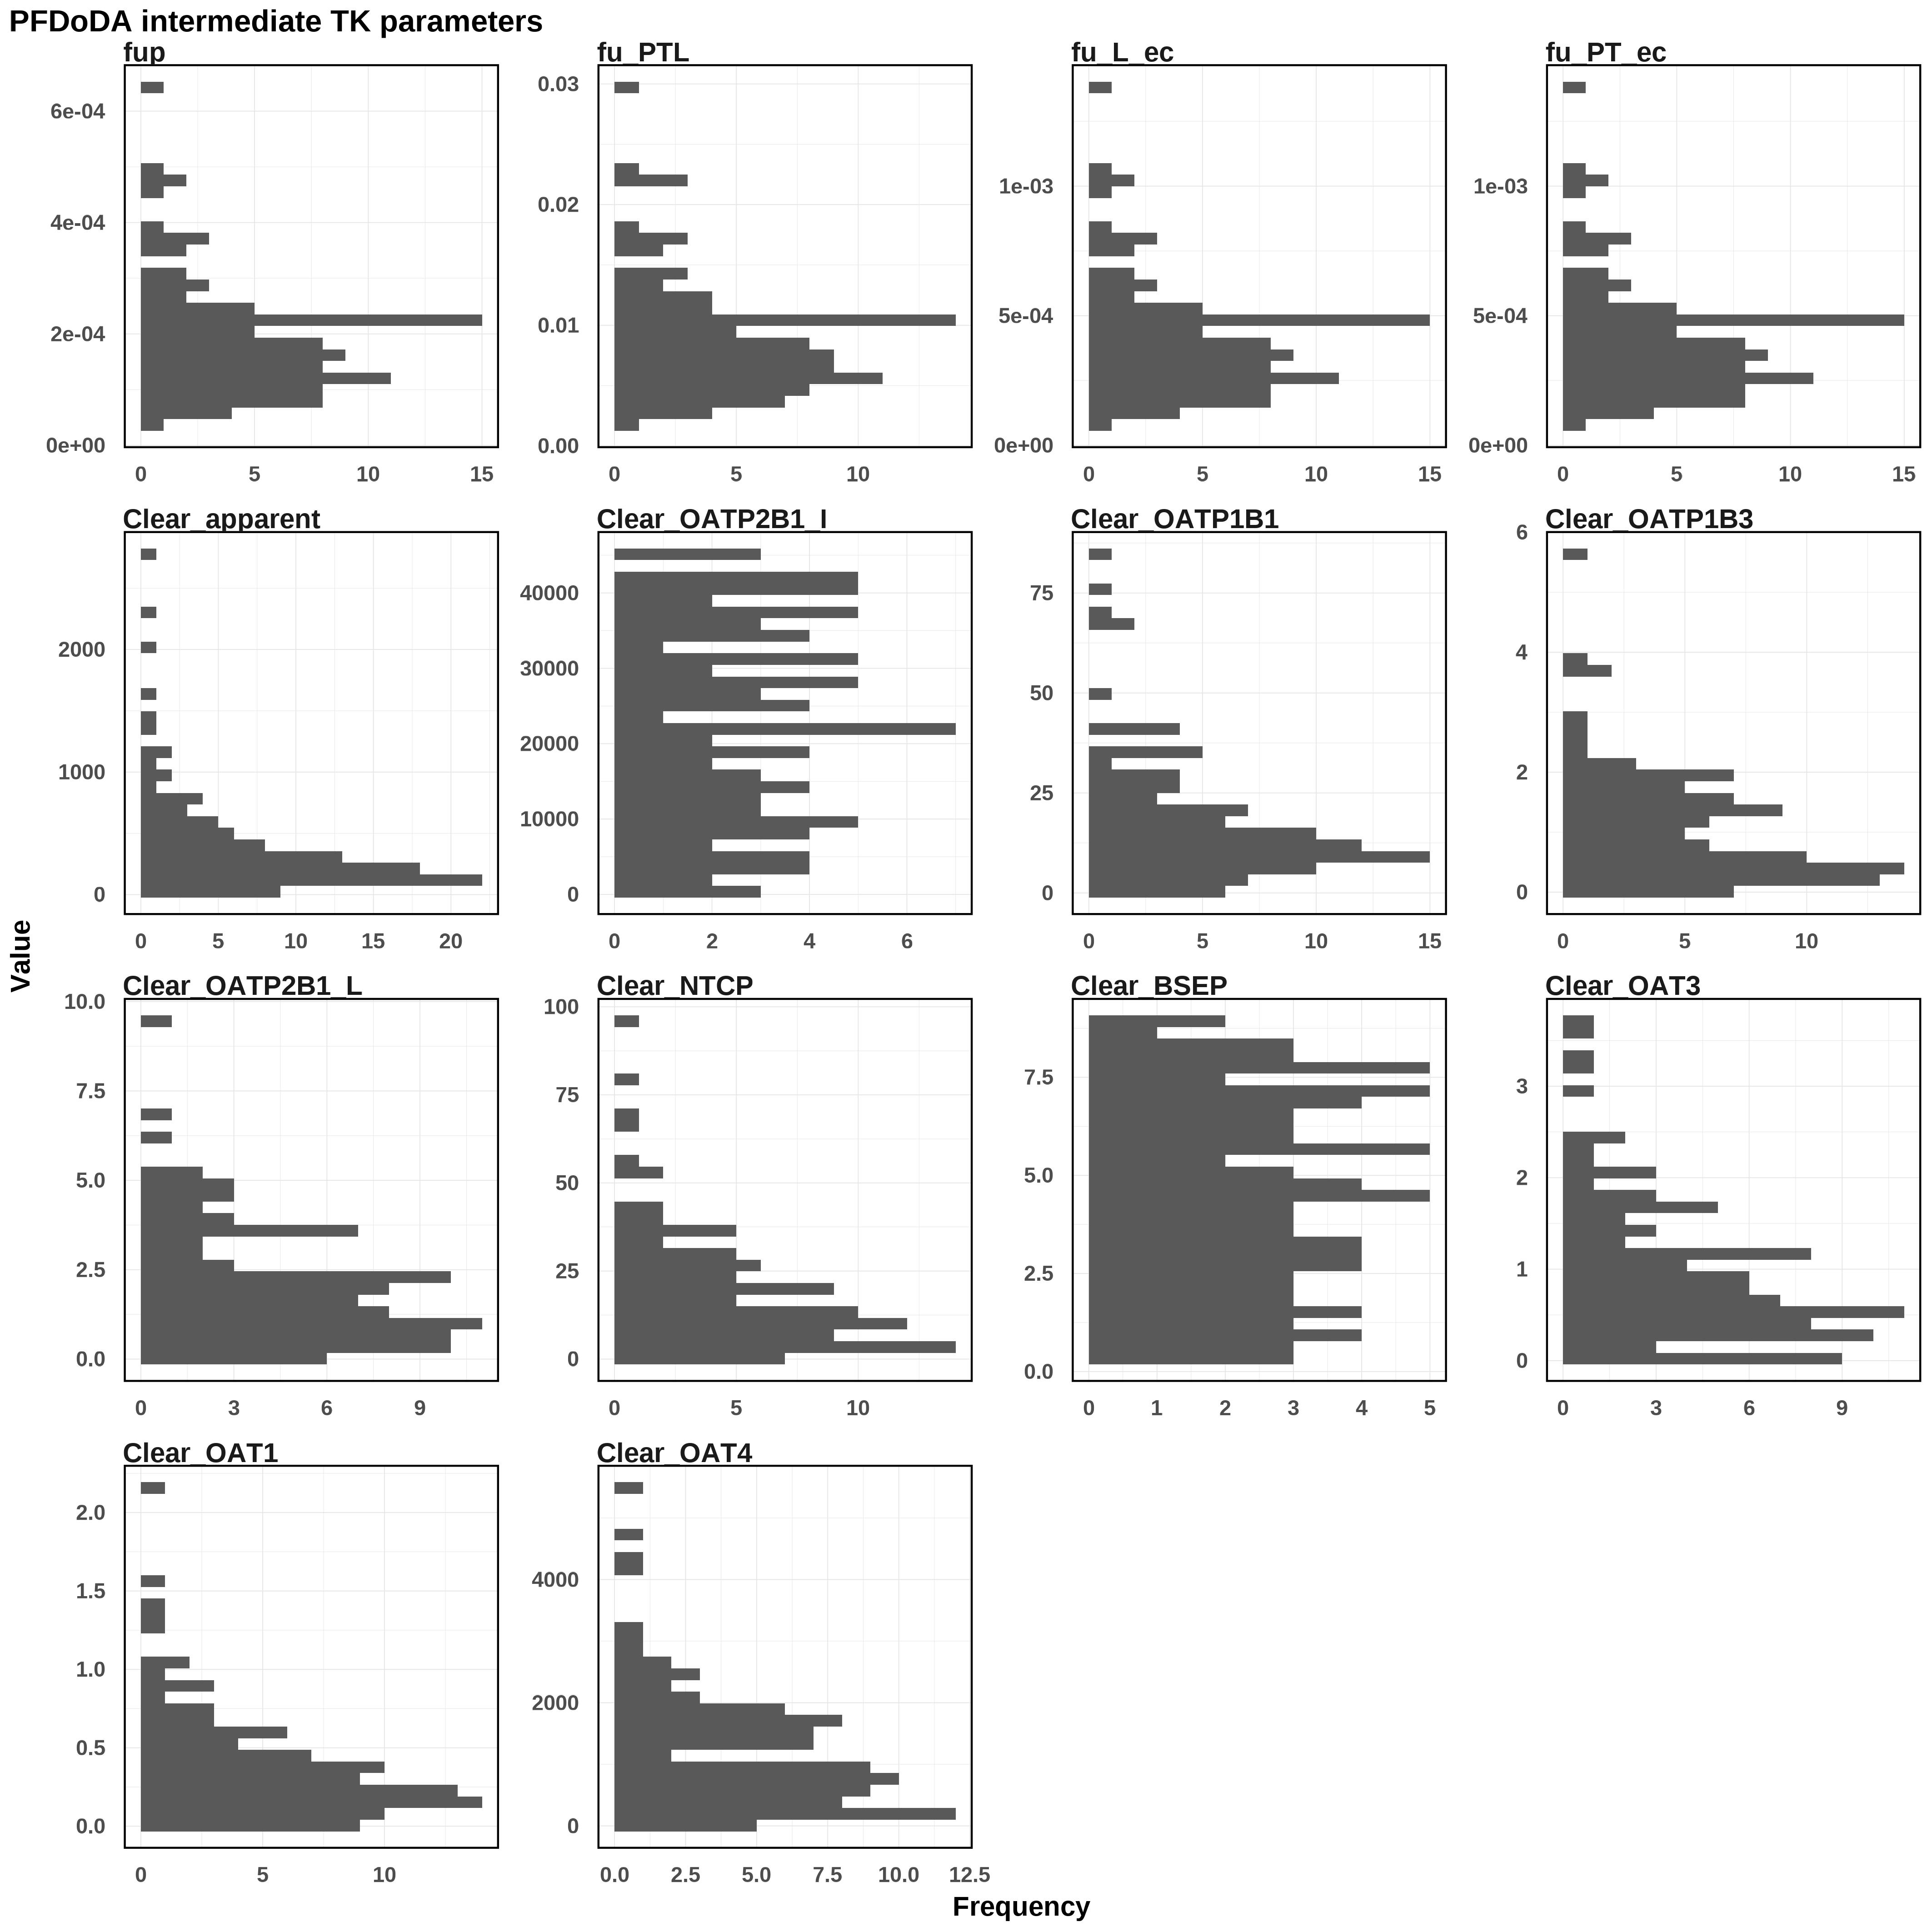 PFDoDA intermediate TK parameters
fup fu_PTL fu_L_ec fu_PT_ec
6e-04
4e-04
2e-04
0e+00
0 5 10 15
0.03
0.02
0.01
0.00
0 5 10
1e-03
5e-04
0e+00
0 5 10 15
1e-03
5e-04
0e+00
0 5 10 15
Clear_apparent Clear_OATP2B1_I Clear_OATP1B1 Clear_OATP1B3
2000
1000
0
0 5 10 15 20
40000
30000
20000
10000
0
0 2 4 6
75
50
25
0
0 5 10 15
6
4
2
0
0 5 10
Value
Clear_OATP2B1_L Clear_NTCP Clear_BSEP Clear_OAT3
10.0
7.5
5.0
2.5
0.0
0 3 6 9
100
75
50
25
0
0 5 10
7.5
5.0
2.5
0.0
0 1 2 3 4 5
3
2
1
0
0 3 6 9
Clear_OAT1 Clear_OAT4
2.0
1.5
1.0
0.5
0.0
0 5 10
4000
2000
0
0.0 2.5 5.0 7.5 10.0 12.5
Frequency